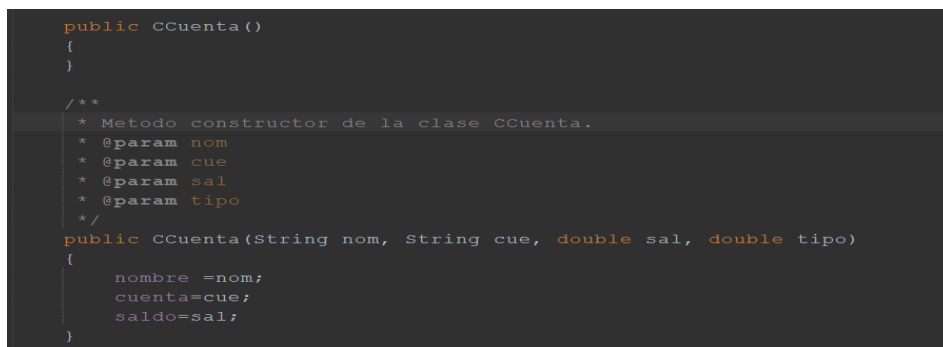 public CCuenta()
{
}
/**
* Metodo constructor de la clase CCuenta.
* @param nom
* @param cue
* @param sal
* @param tipo
*/
public CCuenta(String nom, String cue, double sal, double tipo)
{
nombre =nom;
cuenta=cue;
saldo=sal;
}